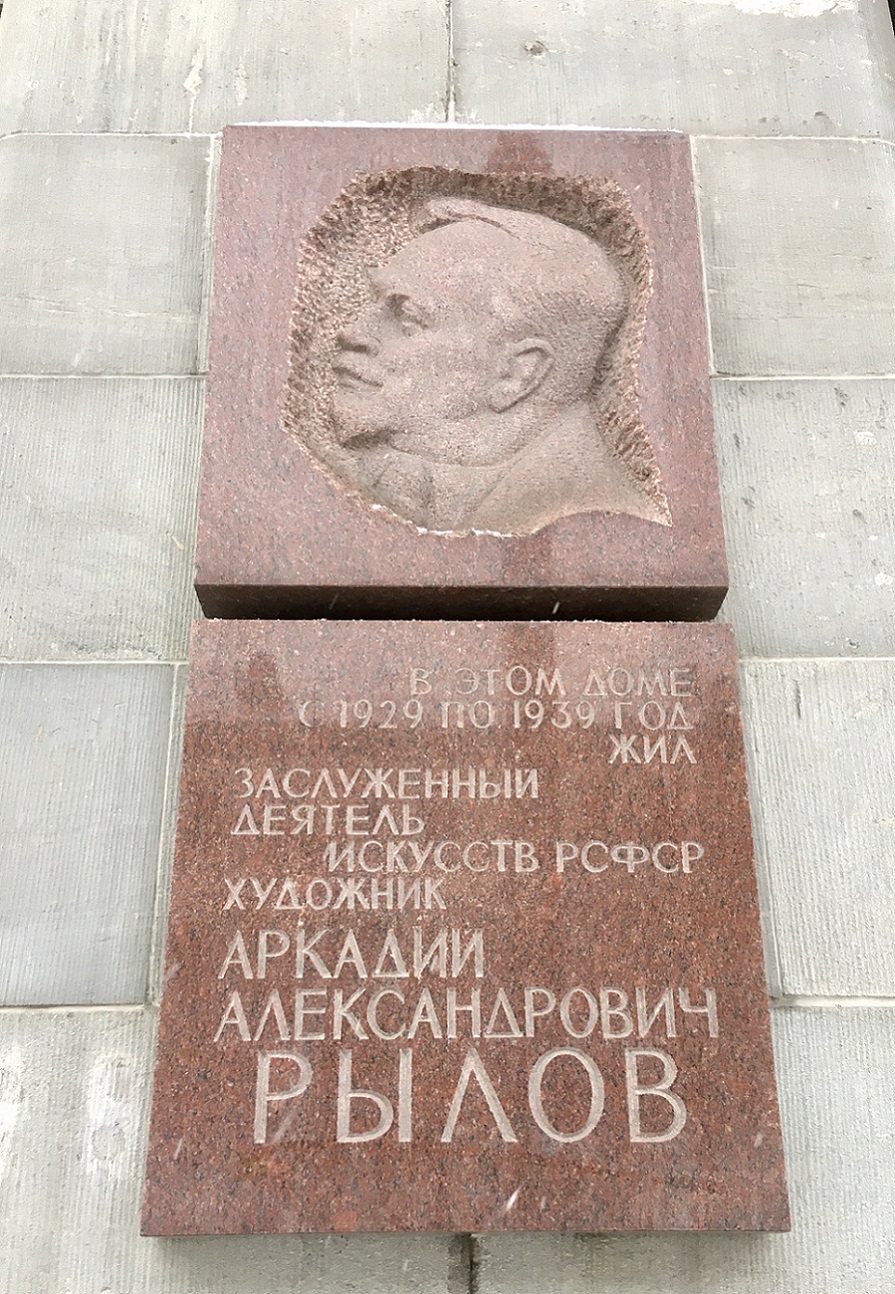 В ЭТОМ ДОМЕ
С 1929 ПО 1939 ГОД
ЖИЛ
ЗАСЛУЖЕННЫЙ
ДЕЯТЕЛЬ
ИСКУССТВ РСФСР
ХУДОЖНИК
АРКАДИЙ
АЛЕКСАНДРОВИЧ
РЫЛОВ